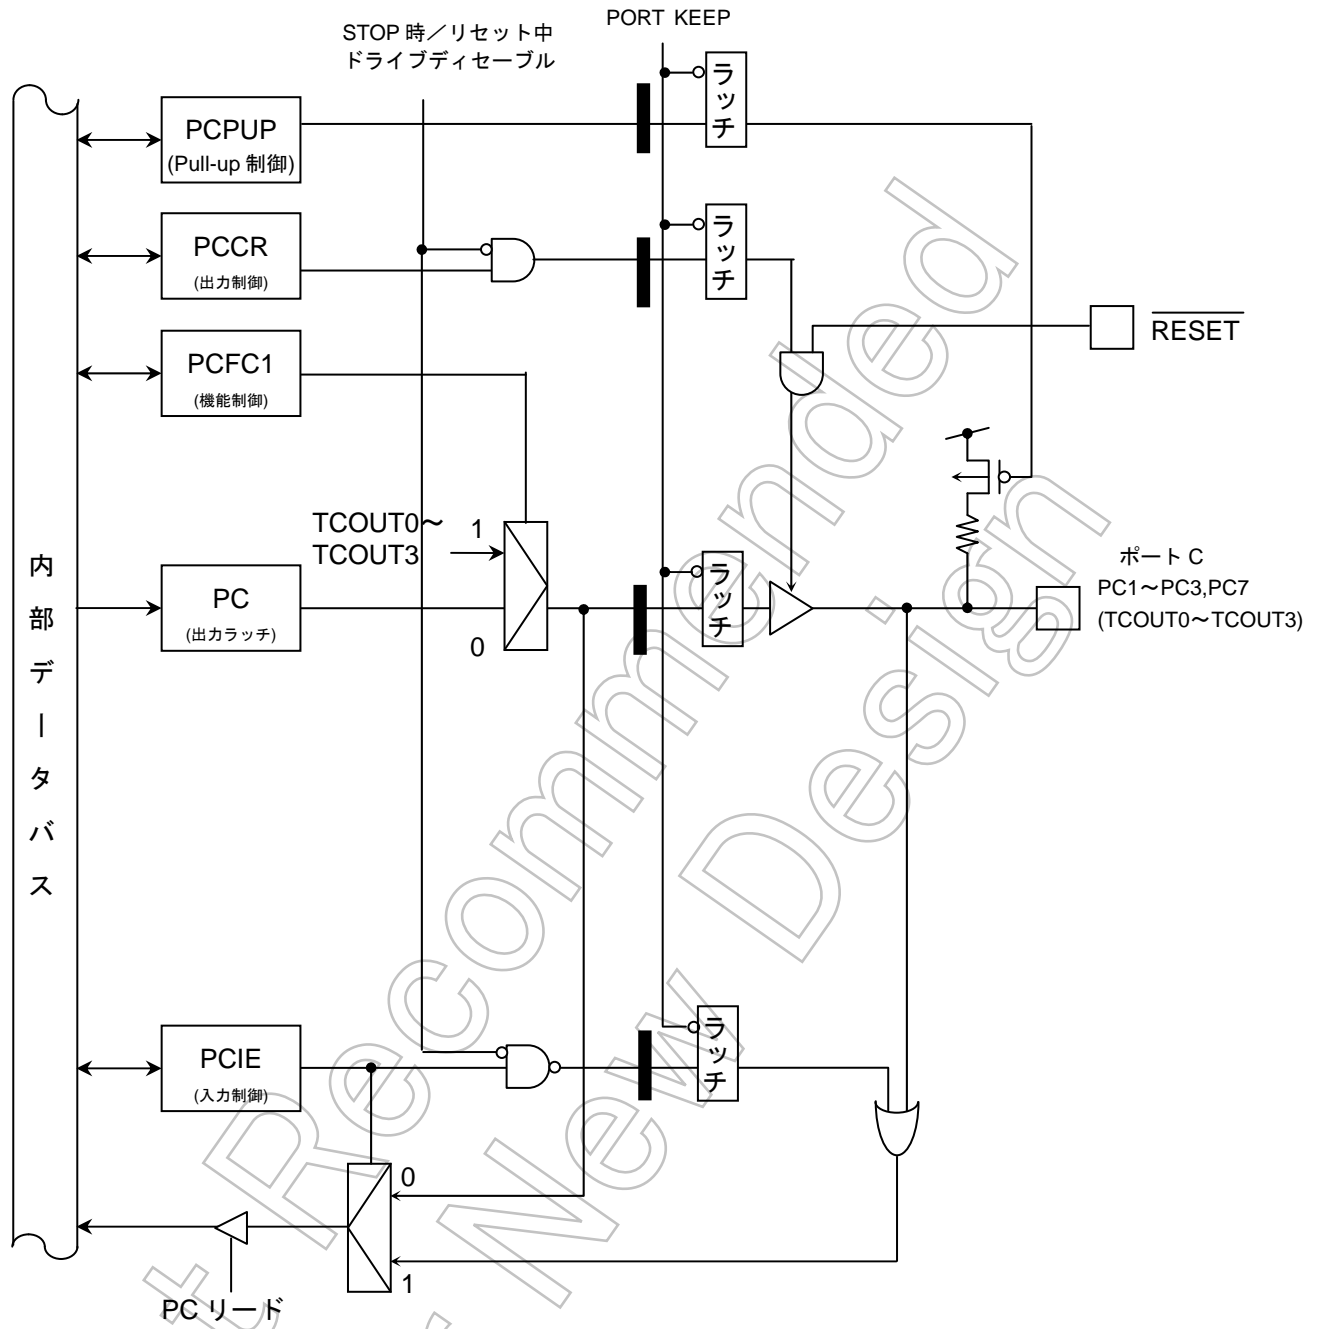 PORT KEEP
STOP 時／リセット中
ドライブディセーブル
ラッチ
PCPUP
(Pull-up 制御)
ラッチ
PCCR
(出力制御)
RESET
PCFC1
(機能制御)
TCOUT0～
TCOUT3
1
0
内部データバス
PC
(出力ラッチ)
ラッチ
ポート C
PC1～PC3,PC7
(TCOUT0～TCOUT3)
PCIE
(入力制御)
ラッチ
0
1
PC リード
Recommended
New Design